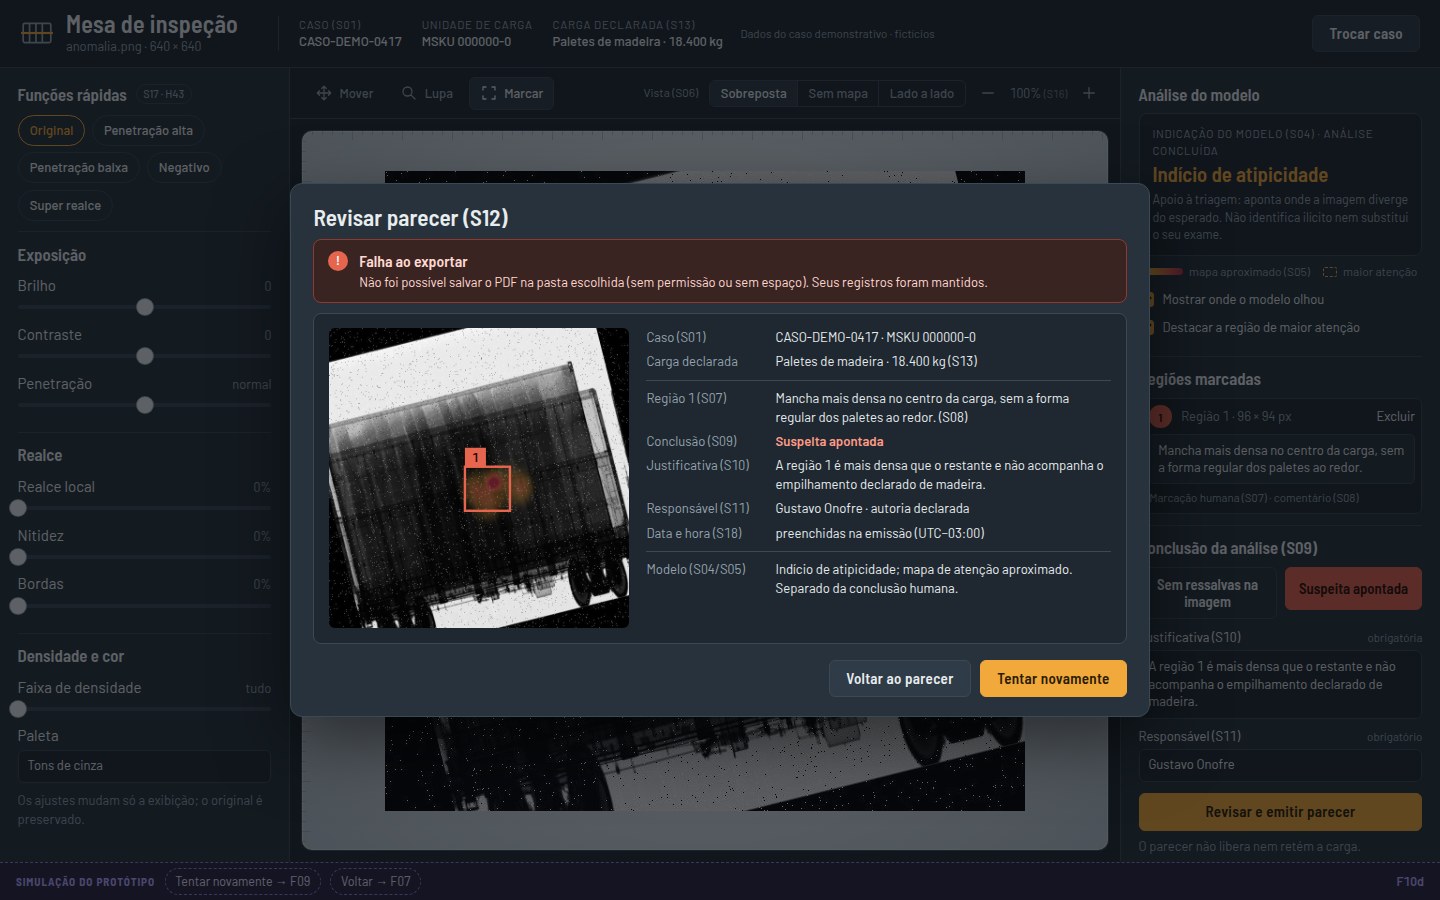 Mesa de inspeção
anomalia.png · 640 × 640
CASO (S01)
CASO-DEMO-0417
UNIDADE DE CARGA
MSKU 000000-0
CARGA DECLARADA (S13)
Paletes de madeira · 18.400 kg
Dados do caso demonstrativo · fictícios
Trocar caso
Funções rápidas
S17 · H43
Original
Penetração alta
Penetração baixa
Negativo
Super realce
Exposição
Brilho
0
Contraste
0
Penetração
normal
Realce
Realce local
0%
Nitidez
0%
Bordas
0%
Densidade e cor
Faixa de densidade
tudo
Paleta
Tons de cinza
Os ajustes mudam só a exibição; o original é
preservado.
Mover
Lupa
Marcar
Vista (S06)
Sobreposta
Sem mapa
Lado a lado
100% (S16)
Revisar parecer (S12)
!
Falha ao exportar
Não foi possível salvar o PDF na pasta escolhida (sem permissão ou sem espaço). Seus registros foram mantidos.
1
Caso (S01)
CASO-DEMO-0417 · MSKU 000000-0
Carga declarada
Paletes de madeira · 18.400 kg (S13)
Região 1 (S07)
Mancha mais densa no centro da carga, sem a forma
regular dos paletes ao redor. (S08)
Conclusão (S09)
Suspeita apontada
Justificativa (S10)
A região 1 é mais densa que o restante e não acompanha o
empilhamento declarado de madeira.
Responsável (S11)
Gustavo Onofre · autoria declarada
Data e hora (S18)
preenchidas na emissão (UTC−03:00)
Modelo (S04/S05)
Indício de atipicidade; mapa de atenção aproximado.
Separado da conclusão humana.
Voltar ao parecer
Tentar novamente
Análise do modelo
INDICAÇÃO DO MODELO (S04) · ANÁLISE
CONCLUÍDA
Indício de atipicidade
Apoio à triagem: aponta onde a imagem diverge
do esperado. Não identifica ilícito nem substitui
o seu exame.
mapa aproximado (S05)
maior atenção
Mostrar onde o modelo olhou
Destacar a região de maior atenção
egiões marcadas
1
Região 1 · 96 × 94 px
Excluir
Mancha mais densa no centro da carga, sem
a forma regular dos paletes ao redor.
Marcação humana (S07) · comentário (S08)
onclusão da análise (S09)
Sem ressalvas na
imagem
Suspeita apontada
ustificativa (S10)
obrigatória
A região 1 é mais densa que o restante e não
acompanha o empilhamento declarado de
madeira.
Responsável (S11)
obrigatório
Gustavo Onofre
Revisar e emitir parecer
O parecer não libera nem retém a carga.
SIMULAÇÃO DO PROTÓTIPO
Tentar novamente → F09
Voltar → F07
F10d